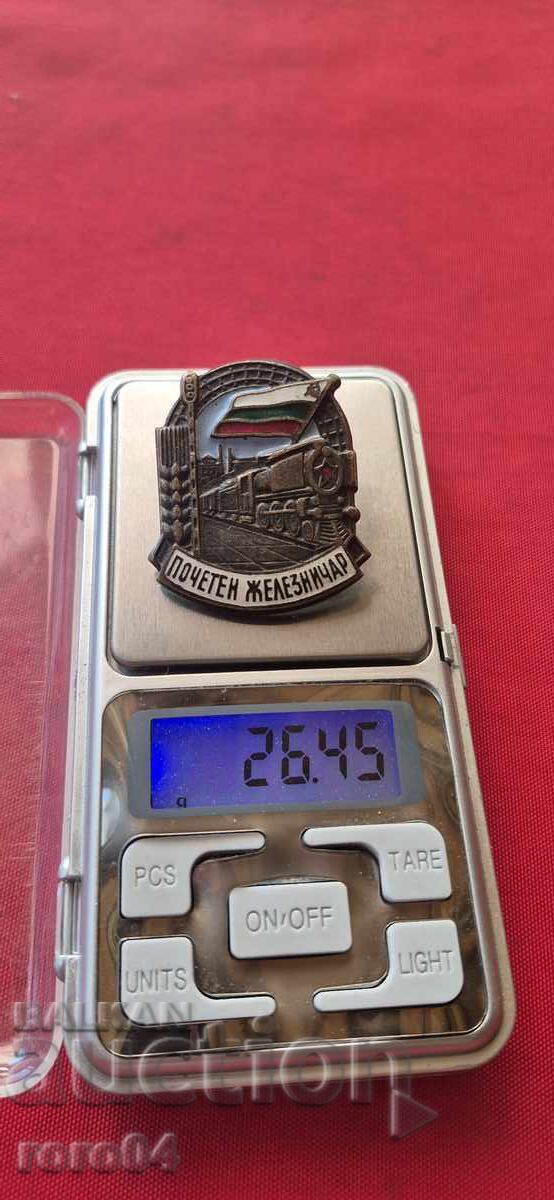 ПОЧЕТЕН ЖЕЛЕЗНИЧАР
26.45
g
PCS
TARE
ON/OFF
UNITS
LIGHT
BALKAN
auction
roro04